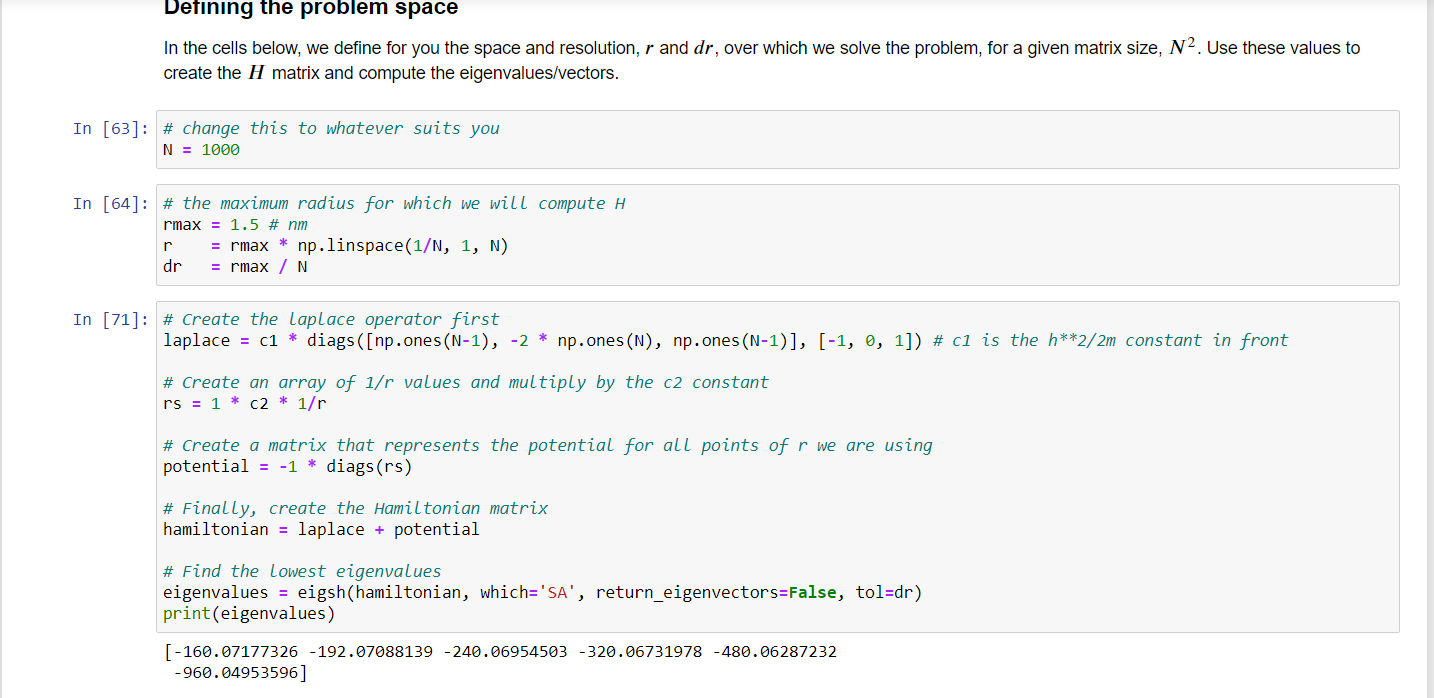 Defining the problem space
In the cells below, we define for you the space and resolution, r and dr, over which we solve the problem, for a given matrix size, N². Use these values to
create the H matrix and compute the eigenvalues/vectors.
In [63]: # change this to whatever suits you
N = 1000
In [64]: # the maximum radius for which we will compute H
rmax = 1.5 # nm
r    = rmax * np.linspace(1/N, 1, N)
dr   = rmax / N
In [71]: # Create the laplace operator first
laplace = c1 * diags([np.ones(N-1), -2 * np.ones(N), np.ones(N-1)], [-1, 0, 1]) # c1 is the h**2/2m constant in front
# Create an array of 1/r values and multiply by the c2 constant
rs = 1 * c2 * 1/r
# Create a matrix that represents the potential for all points of r we are using
potential = -1 * diags(rs)
# Finally, create the Hamiltonian matrix
hamiltonian = laplace + potential
# Find the lowest eigenvalues
eigenvalues = eigsh(hamiltonian, which='SA', return_eigenvectors=False, tol=dr)
print(eigenvalues)
[-160.07177326 -192.07088139 -240.06954503 -320.06731978 -480.06287232
-960.04953596]